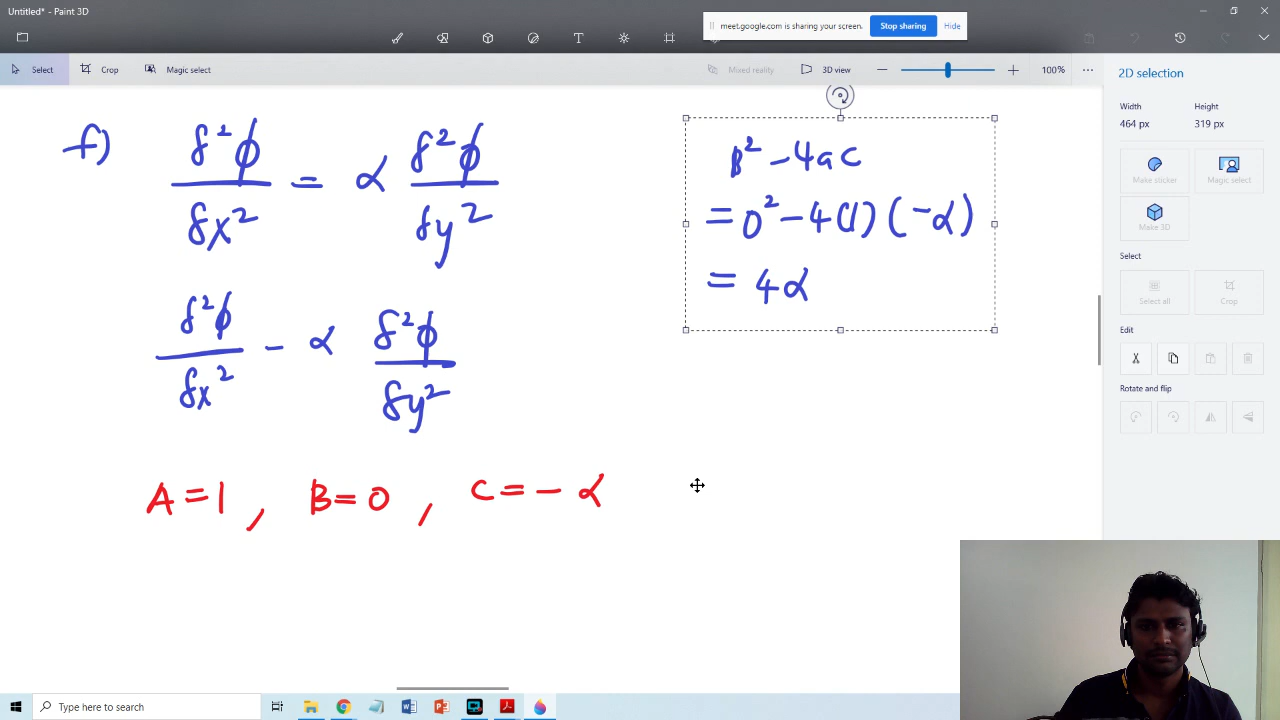 Untitled* - Paint 3D
meet.google.com is sharing your screen.
Stop sharing
Hide
Select
Crop
Magic select
Mixed reality
3D view
100%
2D selection
Width
Height
464 px
319 px
Make sticker
Magic select
Make 3D
Select
Select all
Crop
Edit
Rotate and flip
f) δ²ϕ/δx² = α δ²ϕ/δy²
δ²ϕ/δx² - α δ²ϕ/δy²
A = 1 , B = 0 , C = - α
B² - 4ac
= 0² - 4(1)(-α)
= 4α
Type here to search